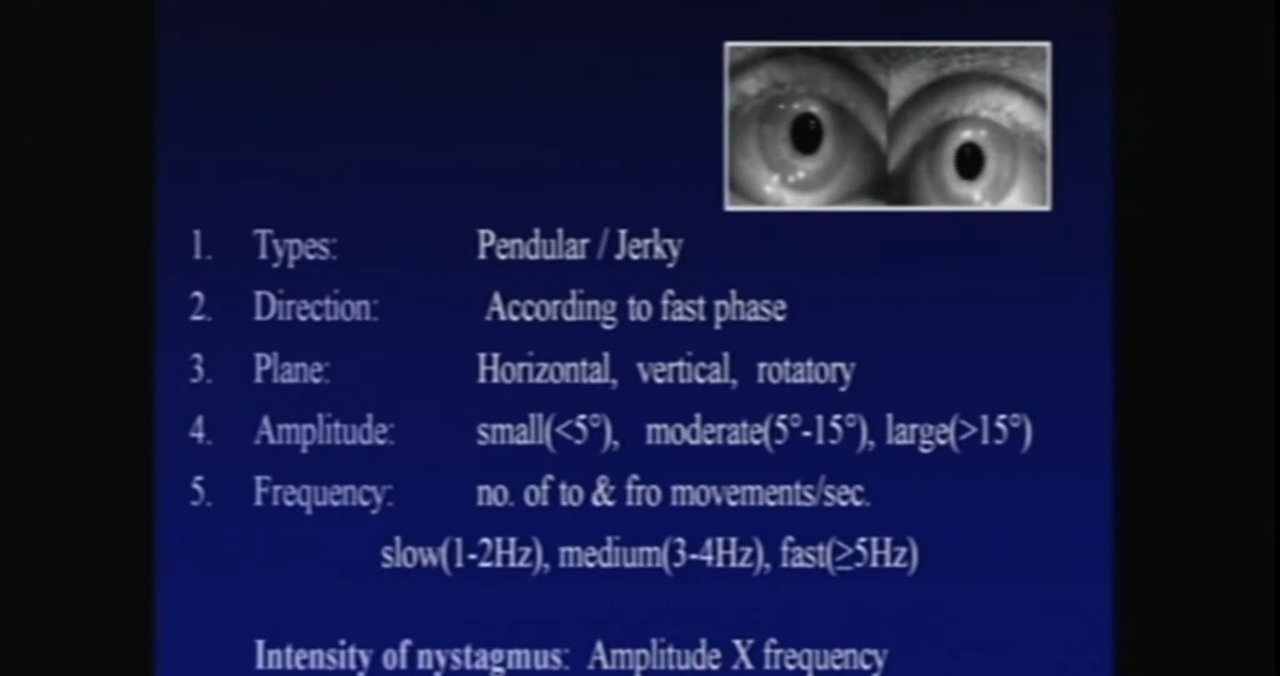 1. Types: Pendular / Jerky
2. Direction: According to fast phase
3. Plane: Horizontal, vertical, rotatory
4. Amplitude: small(<5°), moderate(5°-15°), large(>15°)
5. Frequency: no. of to & fro movements/sec.
slow(1-2Hz), medium(3-4Hz), fast(≥5Hz)
Intensity of nystagmus: Amplitude X frequency